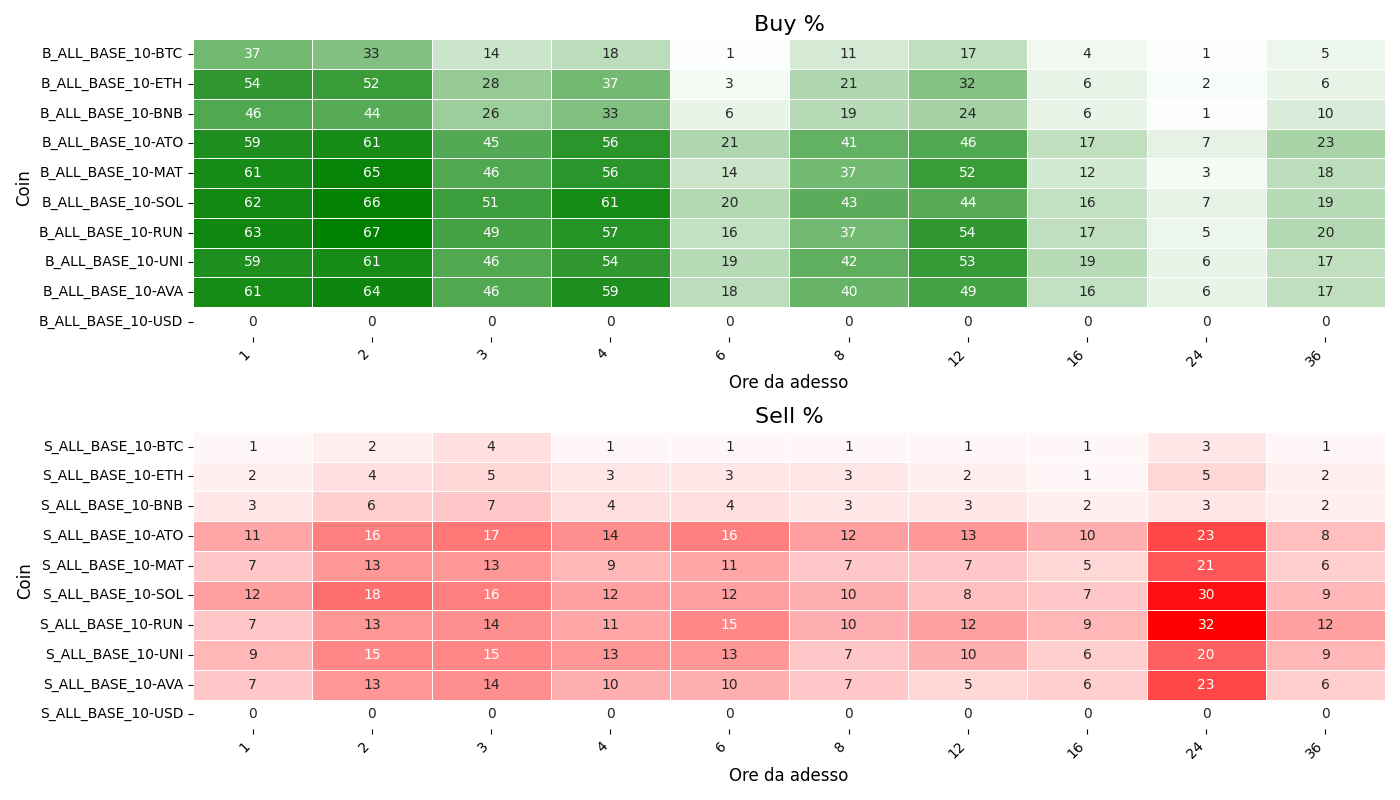 Buy %
Coin
B_ALL_BASE_10-BTC 37 33 14 18 1 11 17 4 1 5
B_ALL_BASE_10-ETH 54 52 28 37 3 21 32 6 2 6
B_ALL_BASE_10-BNB 46 44 26 33 6 19 24 6 1 10
B_ALL_BASE_10-ATO 59 61 45 56 21 41 46 17 7 23
B_ALL_BASE_10-MAT 61 65 46 56 14 37 52 12 3 18
B_ALL_BASE_10-SOL 62 66 51 61 20 43 44 16 7 19
B_ALL_BASE_10-RUN 63 67 49 57 16 37 54 17 5 20
B_ALL_BASE_10-UNI 59 61 46 54 19 42 53 19 6 17
B_ALL_BASE_10-AVA 61 64 46 59 18 40 49 16 6 17
B_ALL_BASE_10-USD 0 0 0 0 0 0 0 0 0 0
1 2 3 4 6 8 12 16 24 36
Ore da adesso
Sell %
Coin
S_ALL_BASE_10-BTC 1 2 4 1 1 1 1 1 3 1
S_ALL_BASE_10-ETH 2 4 5 3 3 3 2 1 5 2
S_ALL_BASE_10-BNB 3 6 7 4 4 3 3 2 3 2
S_ALL_BASE_10-ATO 11 16 17 14 16 12 13 10 23 8
S_ALL_BASE_10-MAT 7 13 13 9 11 7 7 5 21 6
S_ALL_BASE_10-SOL 12 18 16 12 12 10 8 7 30 9
S_ALL_BASE_10-RUN 7 13 14 11 15 10 12 9 32 12
S_ALL_BASE_10-UNI 9 15 15 13 13 7 10 6 20 9
S_ALL_BASE_10-AVA 7 13 14 10 10 7 5 6 23 6
S_ALL_BASE_10-USD 0 0 0 0 0 0 0 0 0 0
1 2 3 4 6 8 12 16 24 36
Ore da adesso